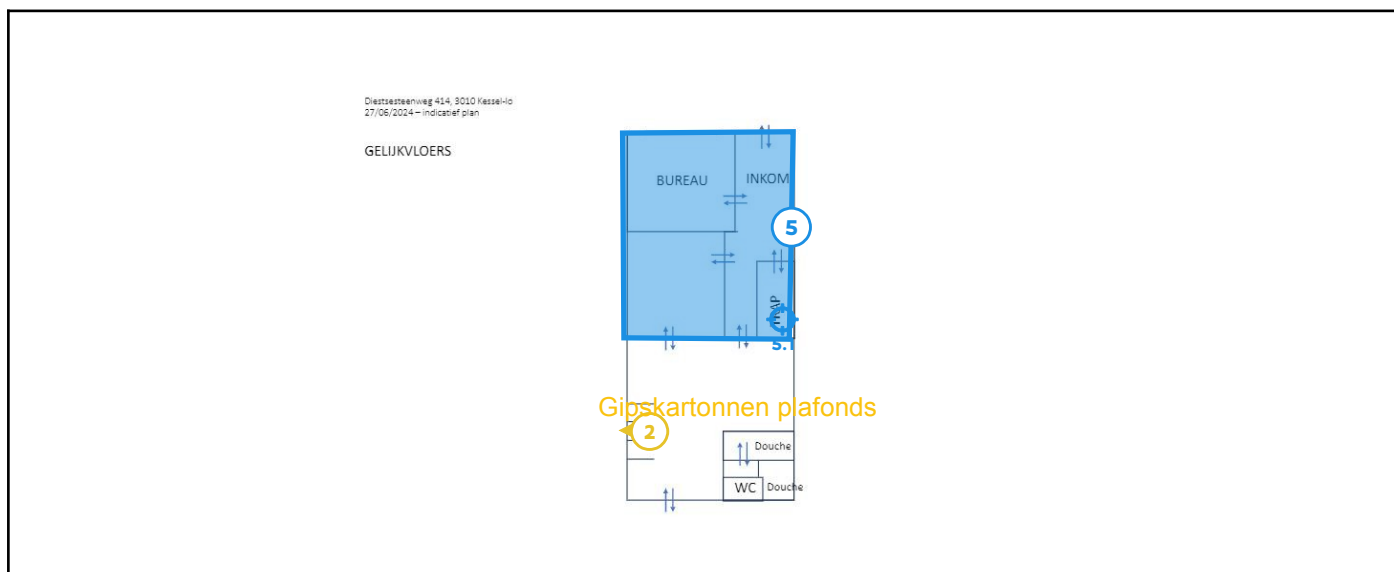 Diestsesteenweg 414, 3010 Kessel-lo
27/06/2024 – indicatief plan
GELIJKVLOERS
BUREAU
INKOM
5
TRAP
5.1
Gipskartonnen plafonds
2
Douche
WC
Douche